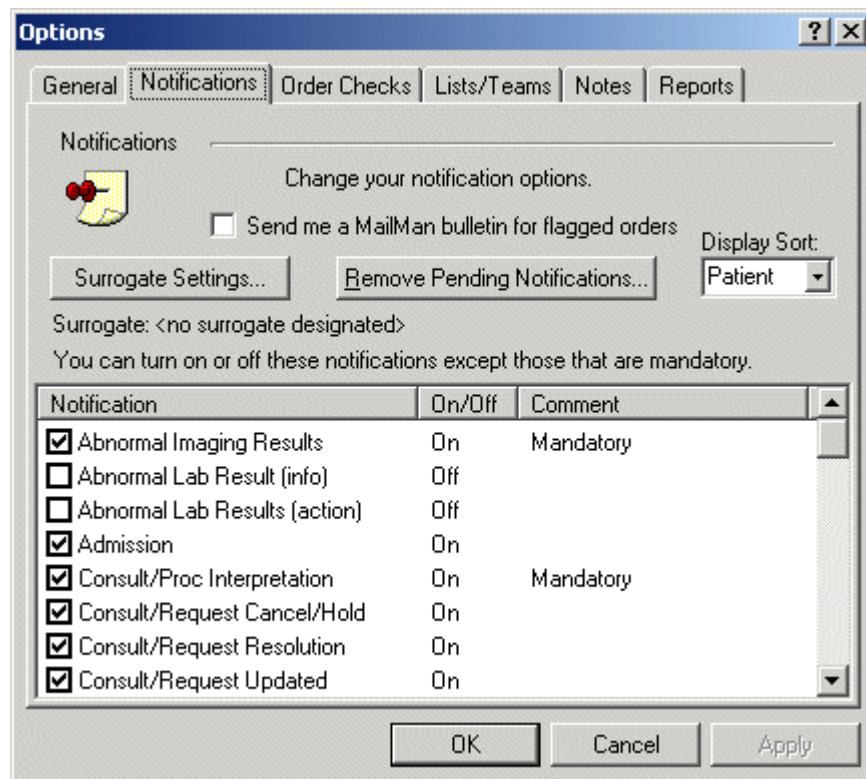 Options
General Notifications Order Checks Lists/Teams Notes Reports
Notifications
Change your notification options.
Send me a MailMan bulletin for flagged orders
Display Sort:
Surrogate Settings... Remove Pending Notifications... Patient
Surrogate: <no surrogate designated>
You can turn on or off these notifications except those that are mandatory.
Notification On/Off Comment
Abnormal Imaging Results On Mandatory
Abnormal Lab Result (info) Off
Abnormal Lab Results (action) Off
Admission On
Consult/Proc Interpretation On Mandatory
Consult/Request Cancel/Hold On
Consult/Request Resolution On
Consult/Request Updated On
OK Cancel Apply